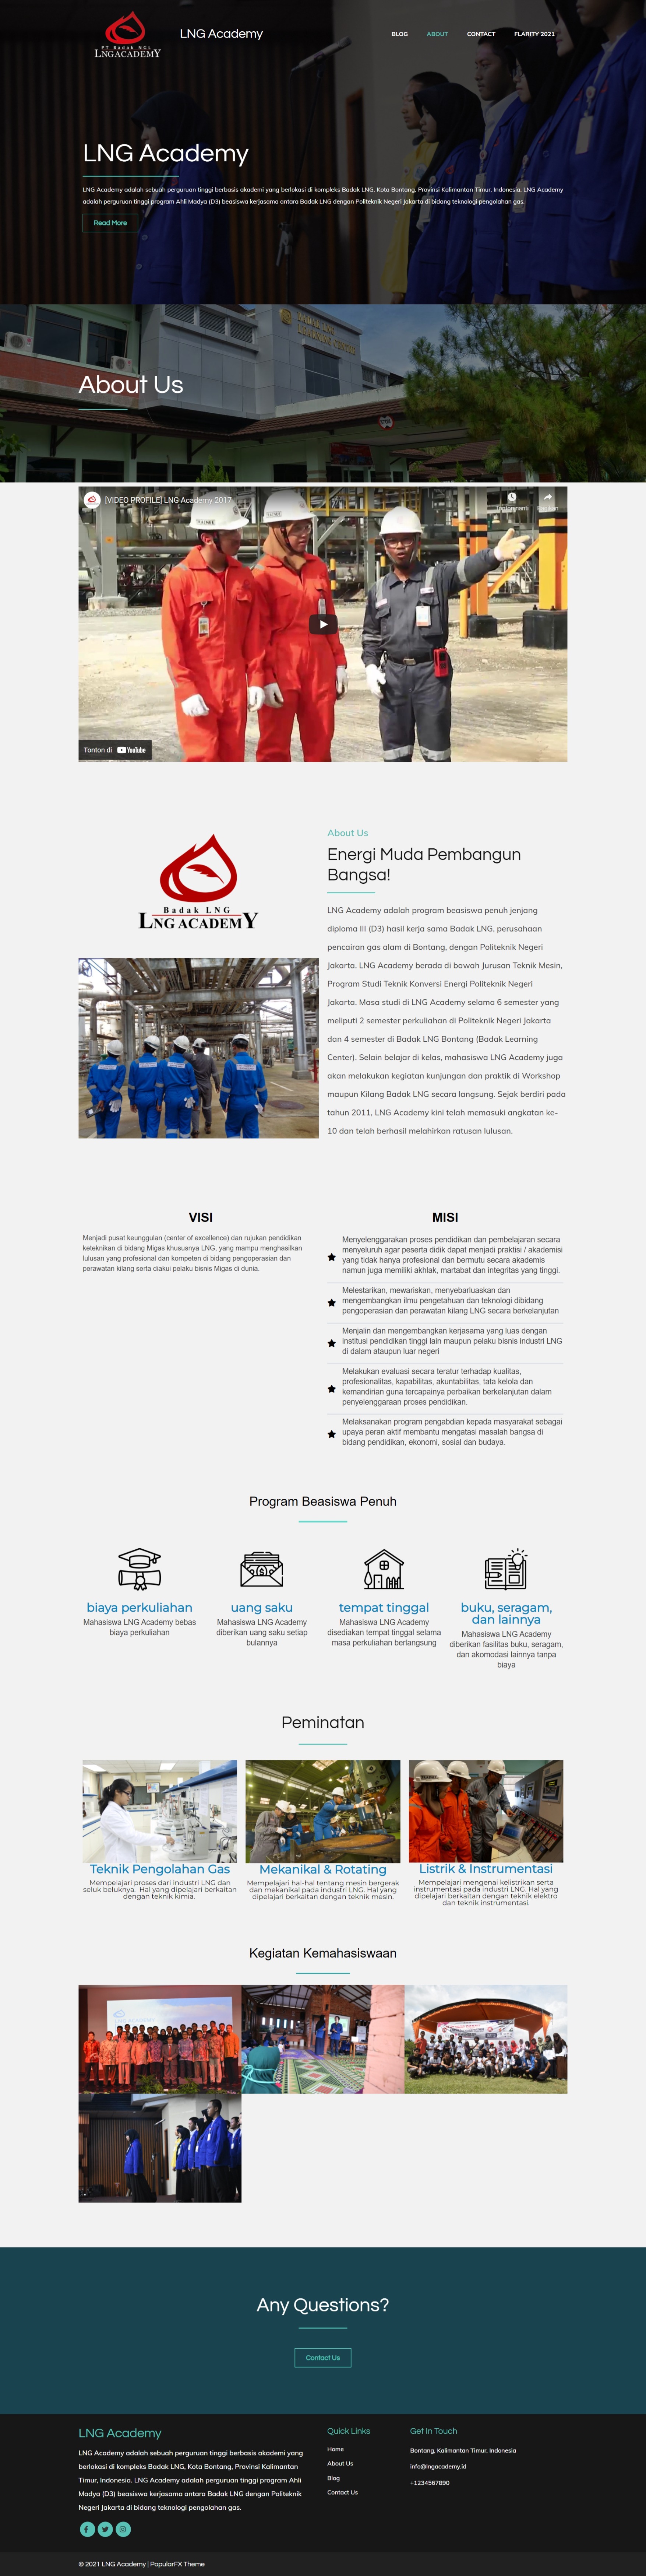 PT Badak NGL
LNG ACADEMY
LNG Academy
BLOG
ABOUT
CONTACT
FLARITY 2021
LNG Academy
LNG Academy adalah sebuah perguruan tinggi berbasis akademi yang berlokasi di kompleks Badak LNG, Kota Bontang, Provinsi Kalimantan Timur, Indonesia. LNG Academy
adalah perguruan tinggi program Ahli Madya (D3) beasiswa kerjasama antara Badak LNG dengan Politeknik Negeri Jakarta di bidang teknologi pengolahan gas.
Read More
About Us
[VIDEO PROFILE] LNG Academy 2017
Tonton di YouTube
Badak LNG
LNG ACADEMY
About Us
Energi Muda Pembangun
Bangsa!
LNG Academy adalah program beasiswa penuh jenjang
diploma III (D3) hasil kerja sama Badak LNG, perusahaan
pencairan gas alam di Bontang, dengan Politeknik Negeri
Jakarta. LNG Academy berada di bawah Jurusan Teknik Mesin,
Program Studi Teknik Konversi Energi Politeknik Negeri
Jakarta. Masa studi di LNG Academy selama 6 semester yang
meliputi 2 semester perkuliahan di Politeknik Negeri Jakarta
dan 4 semester di Badak LNG Bontang (Badak Learning
Center). Selain belajar di kelas, mahasiswa LNG Academy juga
akan melakukan kegiatan kunjungan dan praktik di Workshop
maupun Kilang Badak LNG secara langsung. Sejak berdiri pada
tahun 2011, LNG Academy kini telah memasuki angkatan ke-
10 dan telah berhasil melahirkan ratusan lulusan.
VISI
Menjadi pusat keunggulan (center of excellence) dan rujukan pendidikan
keteknikan di bidang Migas khususnya LNG, yang mampu menghasilkan
lulusan yang profesional dan kompeten di bidang pengoperasian dan
perawatan kilang serta diakui pelaku bisnis Migas di dunia.
MISI
Menyelenggarakan proses pendidikan dan pembelajaran secara
menyeluruh agar peserta didik dapat menjadi praktisi / akademisi
yang tidak hanya profesional dan bermutu secara akademis
namun juga memiliki akhlak, martabat dan integritas yang tinggi.
Melestarikan, mewariskan, menyebarluaskan dan
mengembangkan ilmu pengetahuan dan teknologi dibidang
pengoperasian dan perawatan kilang LNG secara berkelanjutan
Menjalin dan mengembangkan kerjasama yang luas dengan
institusi pendidikan tinggi lain maupun pelaku bisnis industri LNG
di dalam ataupun luar negeri
Melakukan evaluasi secara teratur terhadap kualitas,
profesionalitas, kapabilitas, akuntabilitas, tata kelola dan
kemandirian guna tercapainya perbaikan berkelanjutan dalam
penyelenggaraan proses pendidikan.
Melaksanakan program pengabdian kepada masyarakat sebagai
upaya peran aktif membantu mengatasi masalah bangsa di
bidang pendidikan, ekonomi, sosial dan budaya.
Program Beasiswa Penuh
biaya perkuliahan
Mahasiswa LNG Academy bebas
biaya perkuliahan
uang saku
Mahasiswa LNG Academy
diberikan uang saku setiap
bulannya
tempat tinggal
Mahasiswa LNG Academy
disediakan tempat tinggal selama
masa perkuliahan berlangsung
buku, seragam,
dan lainnya
Mahasiswa LNG Academy
diberikan fasilitas buku, seragam,
dan akomodasi lainnya tanpa
biaya
Peminatan
Teknik Pengolahan Gas
Mempelajari proses dari industri LNG dan
seluk beluknya. Hal yang dipelajari berkaitan
dengan teknik kimia.
Mekanikal & Rotating
Mempelajari hal-hal tentang mesin bergerak
dan mekanikal pada industri LNG. Hal yang
dipelajari berkaitan dengan teknik mesin.
Listrik & Instrumentasi
Mempelajari mengenai kelistrikan serta
instrumentasi pada industri LNG. Hal yang
dipelajari berkaitan dengan teknik elektro
dan teknik instrumentasi.
Kegiatan Kemahasiswaan
Any Questions?
Contact Us
LNG Academy
LNG Academy adalah sebuah perguruan tinggi berbasis akademi yang
berlokasi di kompleks Badak LNG, Kota Bontang, Provinsi Kalimantan
Timur, Indonesia. LNG Academy adalah perguruan tinggi program Ahli
Madya (D3) beasiswa kerjasama antara Badak LNG dengan Politeknik
Negeri Jakarta di bidang teknologi pengolahan gas.
Quick Links
Home
About Us
Blog
Contact Us
Get In Touch
Bontang, Kalimantan Timur, Indonesia
info@lngacademy.id
+1234567890
© 2021 LNG Academy | PopularFX Theme